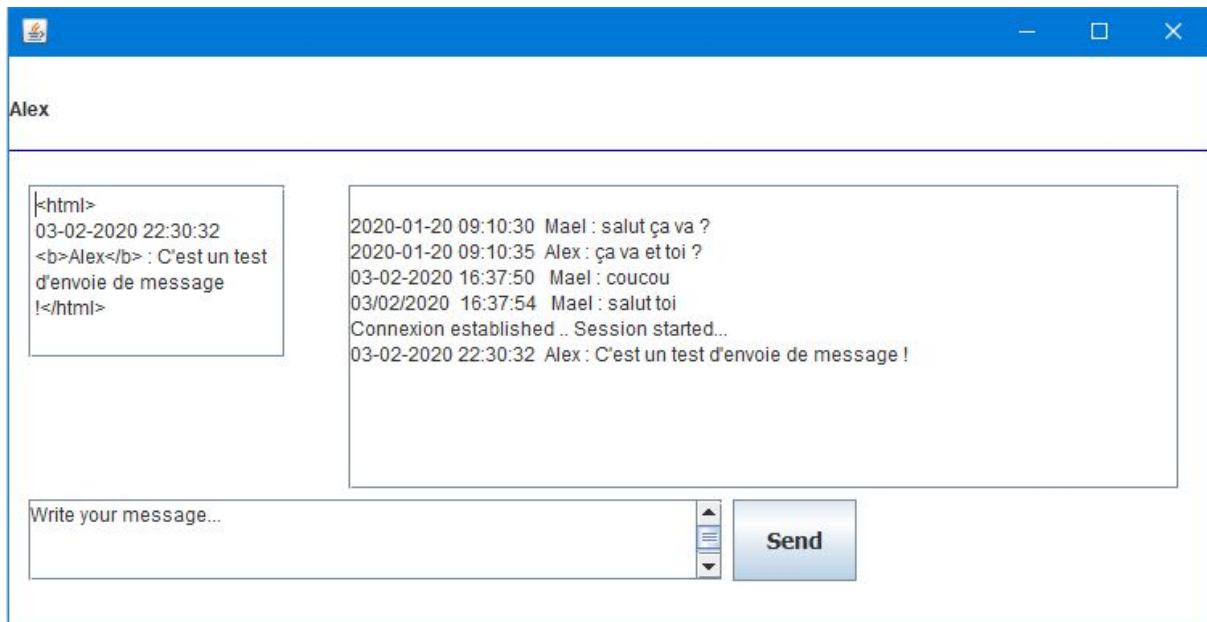 Alex
<html>
03-02-2020 22:30:32
<b>Alex</b> : C'est un test
d'envoie de message
!</html>
2020-01-20 09:10:30 Mael : salut ça va ?
2020-01-20 09:10:35 Alex : ça va et toi ?
03-02-2020 16:37:50 Mael : coucou
03/02/2020 16:37:54 Mael : salut toi
Connexion established .. Session started...
03-02-2020 22:30:32 Alex : C'est un test d'envoie de message !
Write your message...
Send